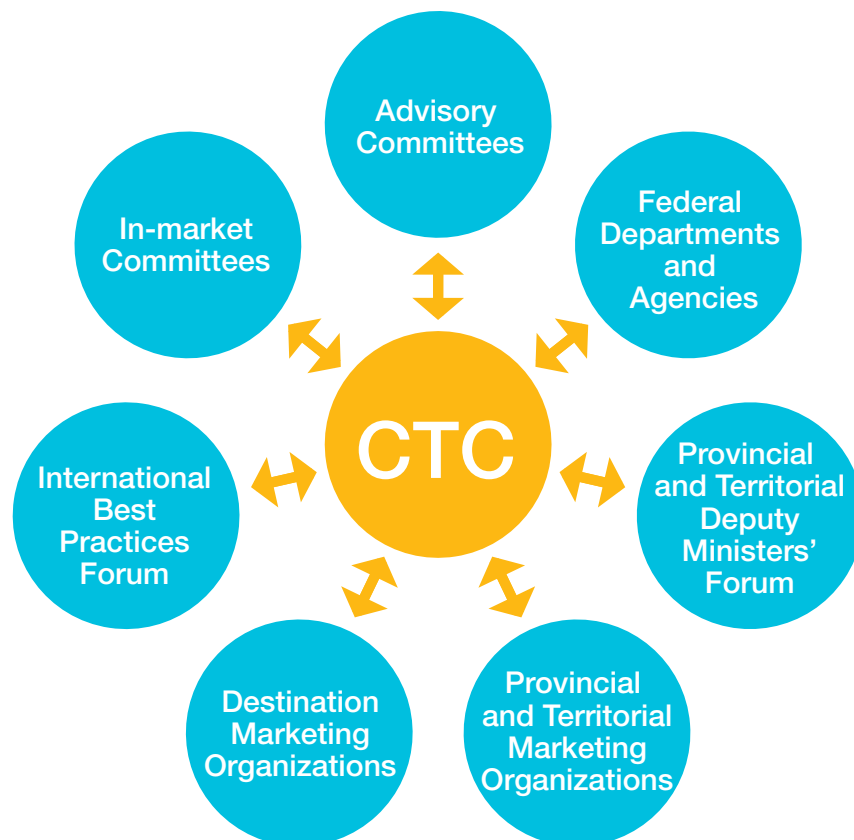 Advisory
Committees
In-market
Committees
Federal
Departments
and
Agencies
CTC
International
Best
Practices
Forum
Provincial
and Territorial
Deputy
Ministers’
Forum
Destination
Marketing
Organizations
Provincial
and Territorial
Marketing
Organizations